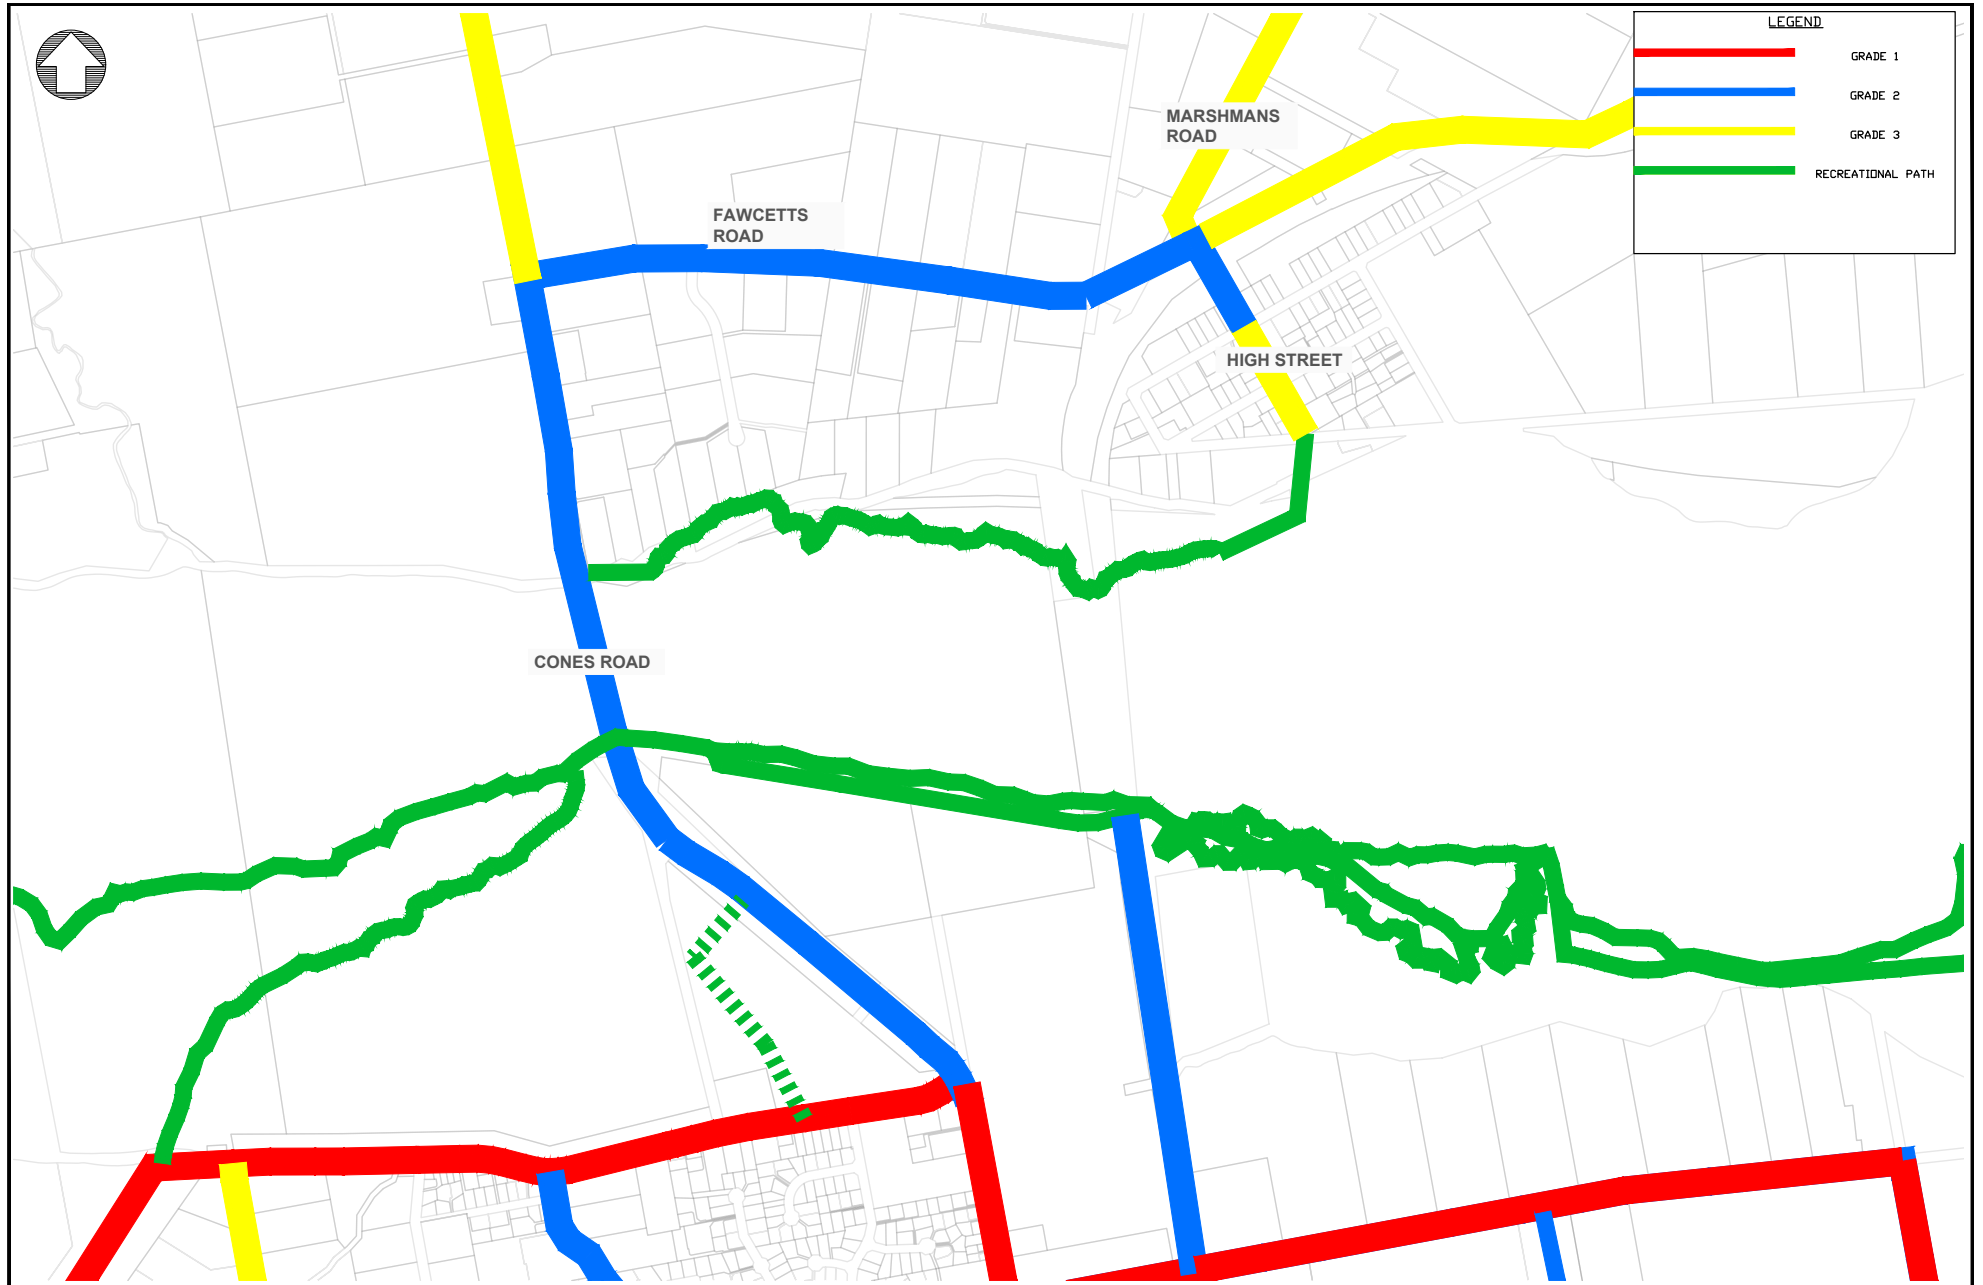 LEGEND
GRADE 1
GRADE 2
GRADE 3
RECREATIONAL PATH
MARSHMANS
ROAD
FAWCETTS
ROAD
HIGH STREET
CONES ROAD